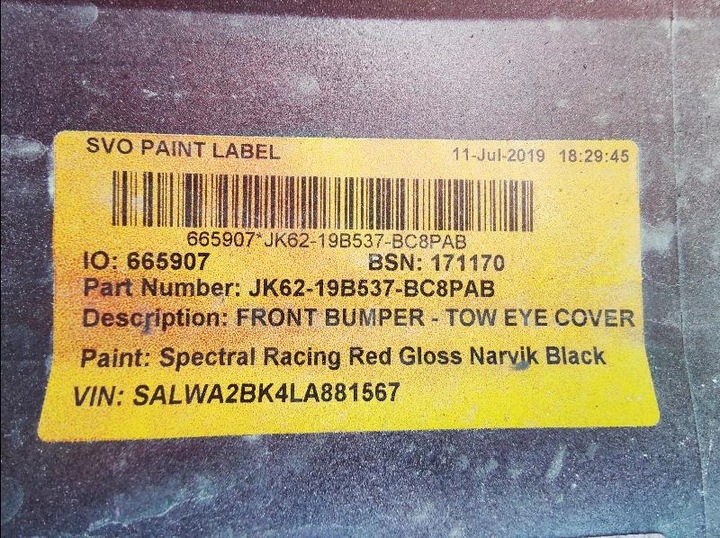 SVO PAINT LABEL 11-Jul-2019 18:29:45
665907*JK62-19B537-BC8PAB
IO: 665907 BSN: 171170
Part Number: JK62-19B537-BC8PAB
Description: FRONT BUMPER - TOW EYE COVER
Paint: Spectral Racing Red Gloss Narvik Black
VIN: SALWA2BK4LA881567